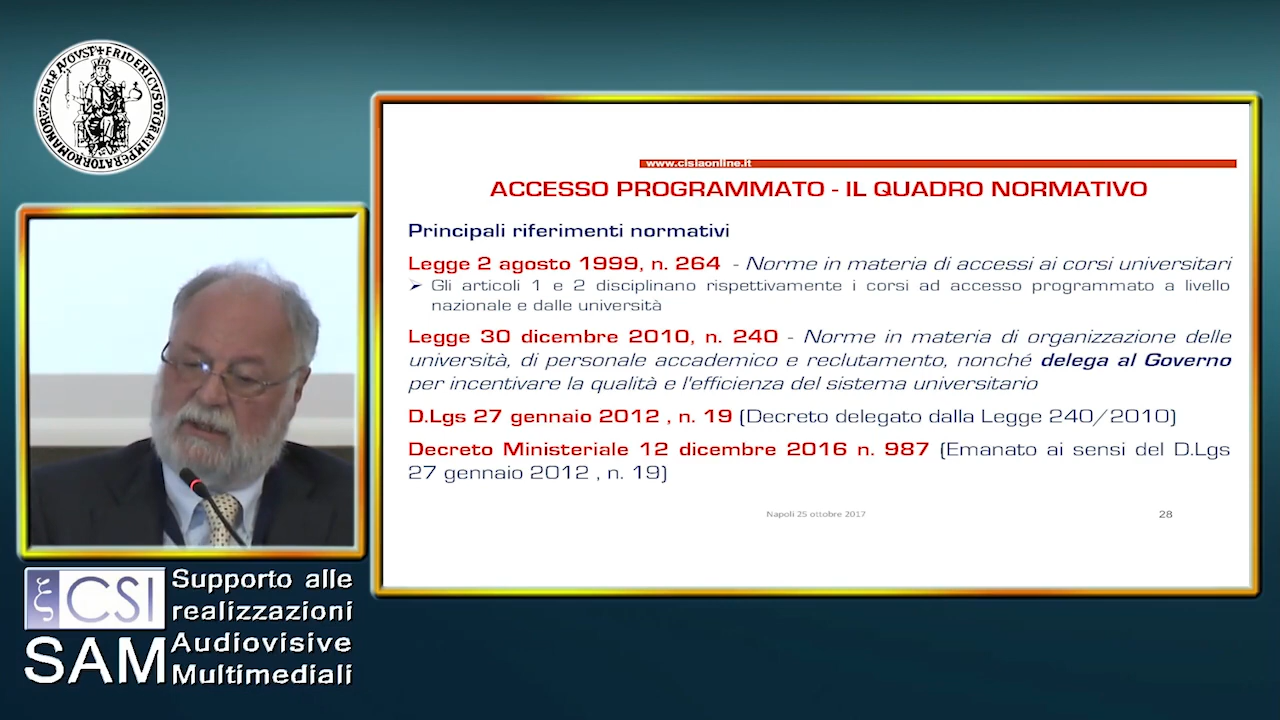 www.cisiaonline.it
ACCESSO PROGRAMMATO - IL QUADRO NORMATIVO
Principali riferimenti normativi
Legge 2 agosto 1999, n. 264 - Norme in materia di accessi ai corsi universitari
➢ Gli articoli 1 e 2 disciplinano rispettivamente i corsi ad accesso programmato a livello
nazionale e dalle università
Legge 30 dicembre 2010, n. 240 - Norme in materia di organizzazione delle
università, di personale accademico e reclutamento, nonché delega al Governo
per incentivare la qualità e l'efficienza del sistema universitario
D.Lgs 27 gennaio 2012 , n. 19 (Decreto delegato dalla Legge 240/2010)
Decreto Ministeriale 12 dicembre 2016 n. 987 (Emanato ai sensi del D.Lgs
27 gennaio 2012 , n. 19)
Napoli 25 ottobre 2017
28
CSI
SAM
Supporto alle
realizzazioni
Audiovisive
Multimediali